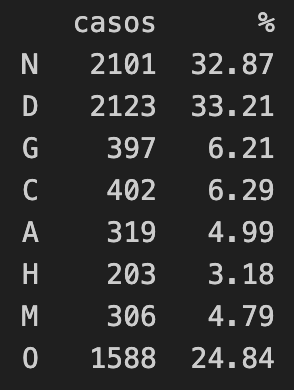 casos %
N 2101 32.87
D 2123 33.21
G 397 6.21
C 402 6.29
A 319 4.99
H 203 3.18
M 306 4.79
O 1588 24.84